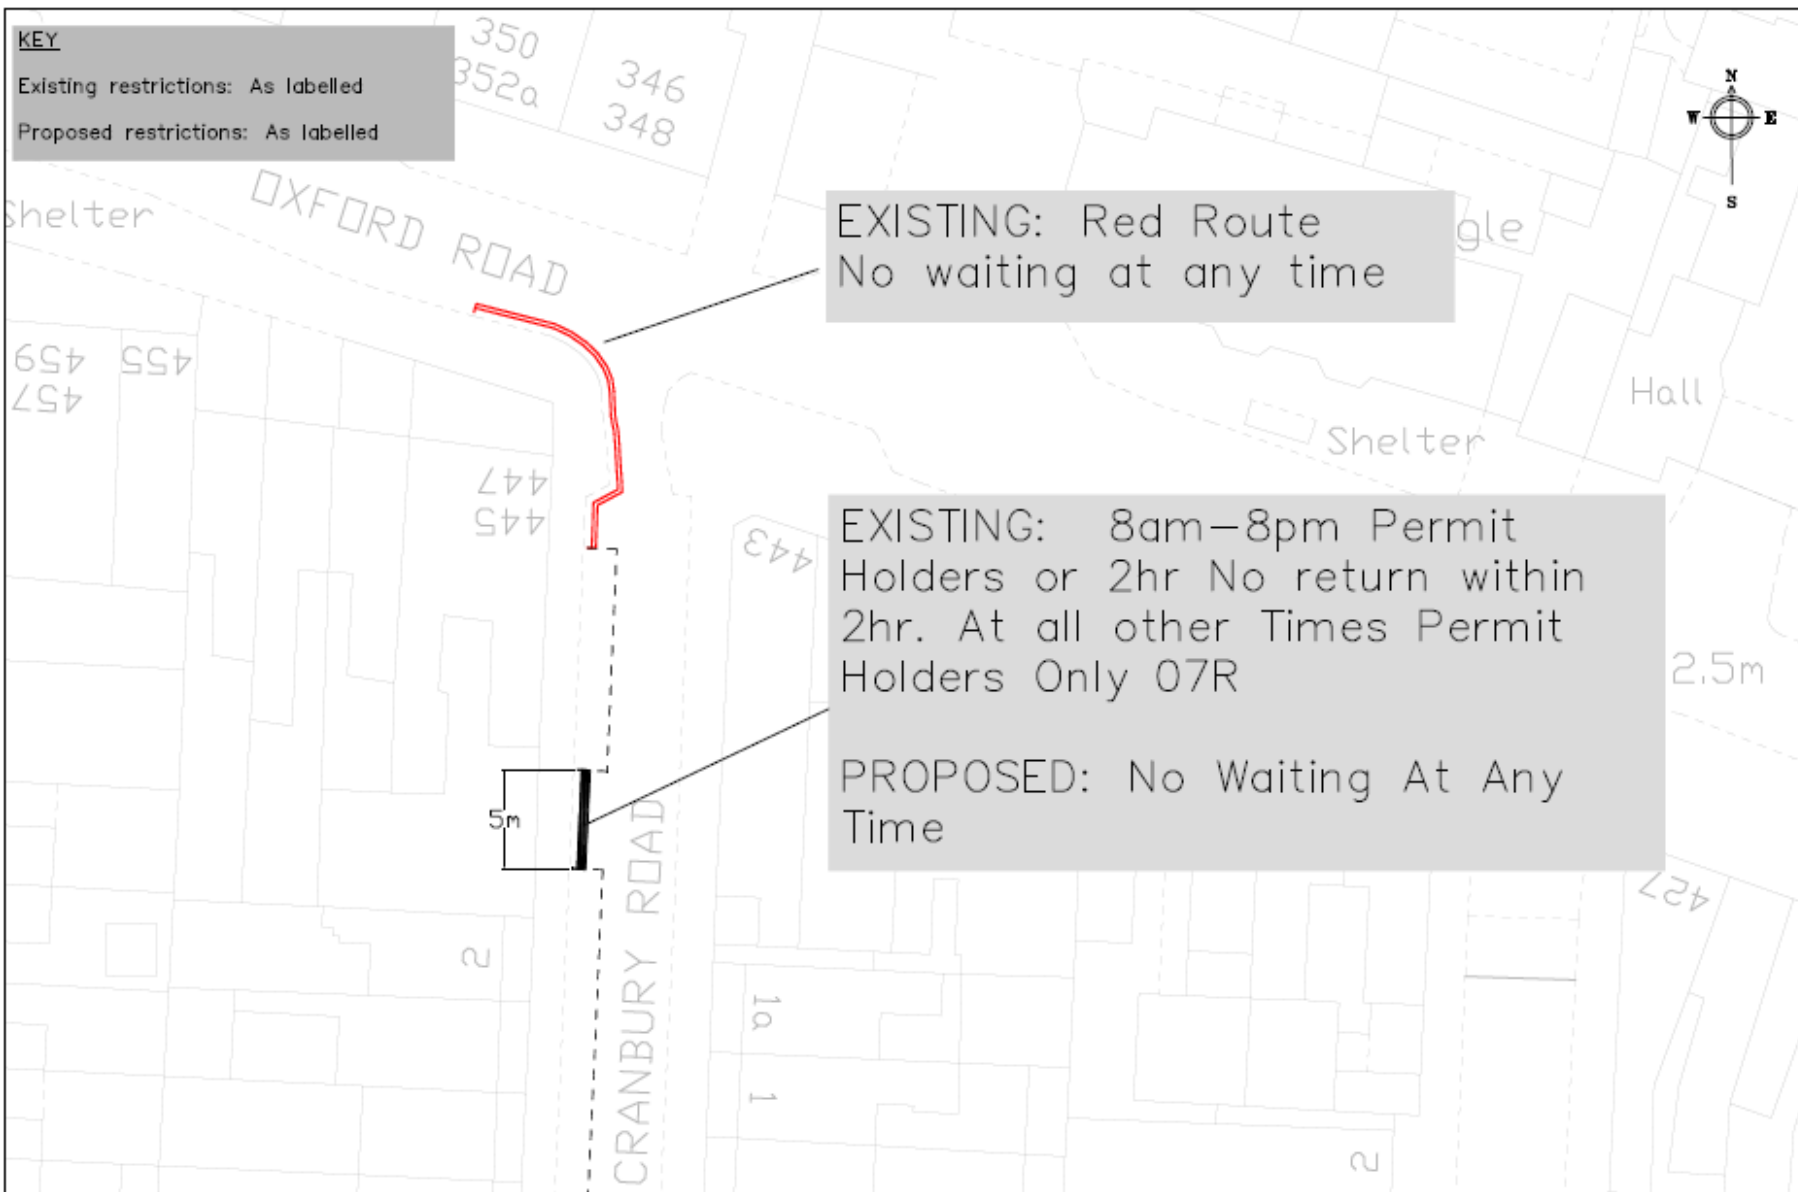 KEY
Existing restrictions: As labelled
Proposed restrictions: As labelled
350
352a
346
348
N
W E
S
OXFORD ROAD
Shelter
EXISTING: Red Route
No waiting at any time
gle
459
457
455
Hall
Shelter
447
445
443
EXISTING: 8am-8pm Permit
Holders or 2hr No return within
2hr. At all other Times Permit
Holders Only 07R
PROPOSED: No Waiting At Any
Time
2.5m
5m
CRANBURY ROAD
427
2
1a
1
2